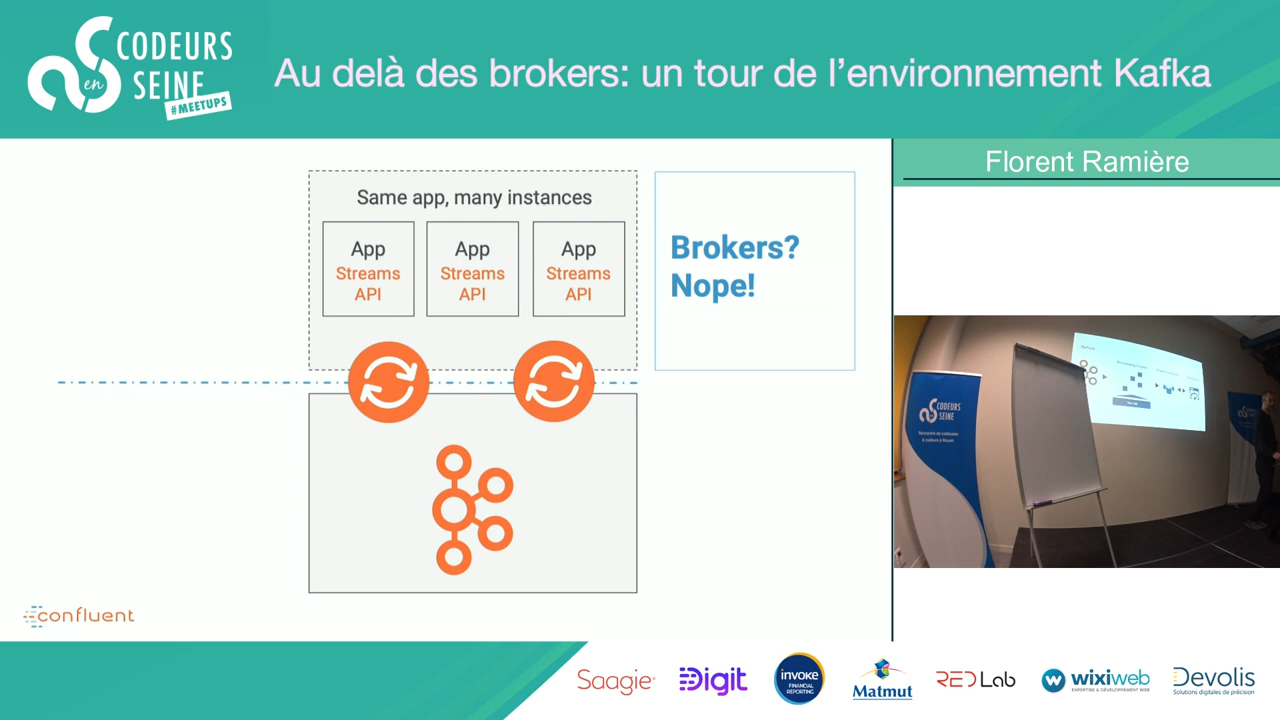 CODEURS
en
SEINE
#MEETUPS
Au delà des brokers: un tour de l'environnement Kafka
Florent Ramière
Same app, many instances
App
Streams
API
App
Streams
API
App
Streams
API
Brokers?
Nope!
CODEURS
SEINE
confluent
Saagie
Digit
invoke
FINANCIAL
REPORTING
Matmut
RED Lab
wixiweb
EXPERTISE & DÉVELOPPEMENT WEB
Devolis
Solutions digitales de précision